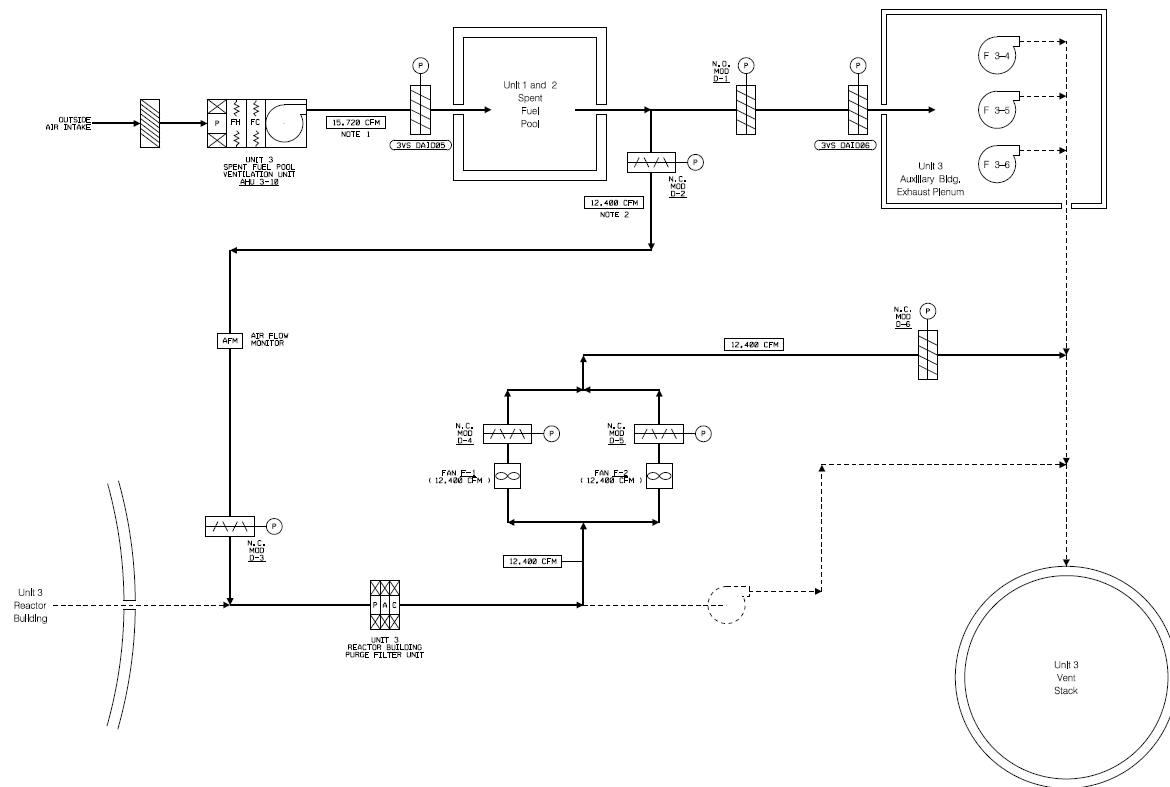 OUTSIDE
AIR INTAKE
P
FH
FC
UNIT 3
SPENT FUEL POOL
VENTILATION UNIT
AHU 3-10
15,720 CFM
NOTE 1
P
3VS DAID05
Unit 1 and 2
Spent
Fuel
Pool
N.O.
MOD
D-1
P
P
3VS DAID06
P
N.C.
MOD
D-2
12,400 CFM
NOTE 2
F 3-4
F 3-5
F 3-6
Unit 3
Auxiliary Bldg.
Exhaust Plenum
AFM
AIR FLOW
MONITOR
N.C.
MOD
D-6
P
12,400 CFM
N.C.
MOD
D-4
P
N.C.
MOD
D-5
P
FAN F-1
( 12,400 CFM )
FAN F-2
( 12,400 CFM )
P
N.C.
MOD
D-3
12,400 CFM
Unit 3
Reactor
Building
P A C
UNIT 3
REACTOR BUILDING
PURGE FILTER UNIT
Unit 3
Vent
Stack